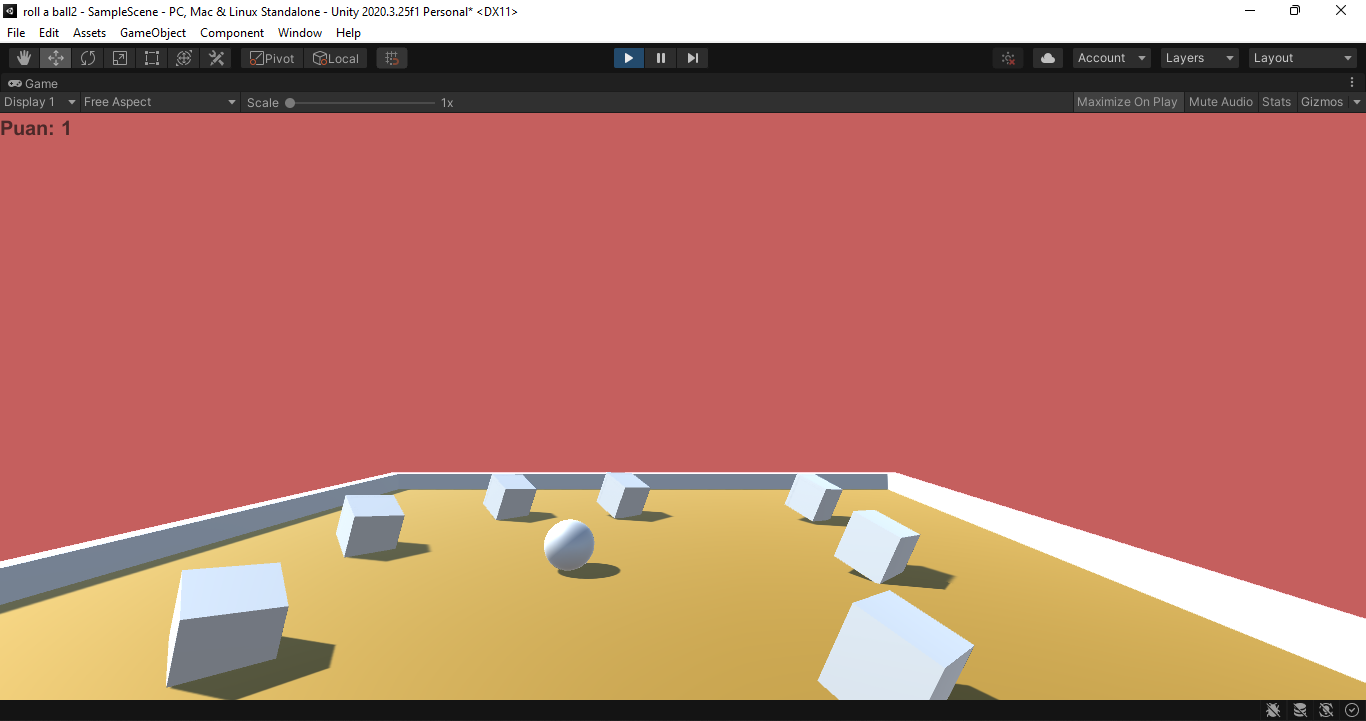 roll a ball2 - SampleScene - PC, Mac & Linux Standalone - Unity 2020.3.25f1 Personal* <DX11>
File Edit Assets GameObject Component Window Help
Pivot Local Account Layers Layout
Game
Display 1 Free Aspect Scale 1x Maximize On Play Mute Audio Stats Gizmos
Puan: 1